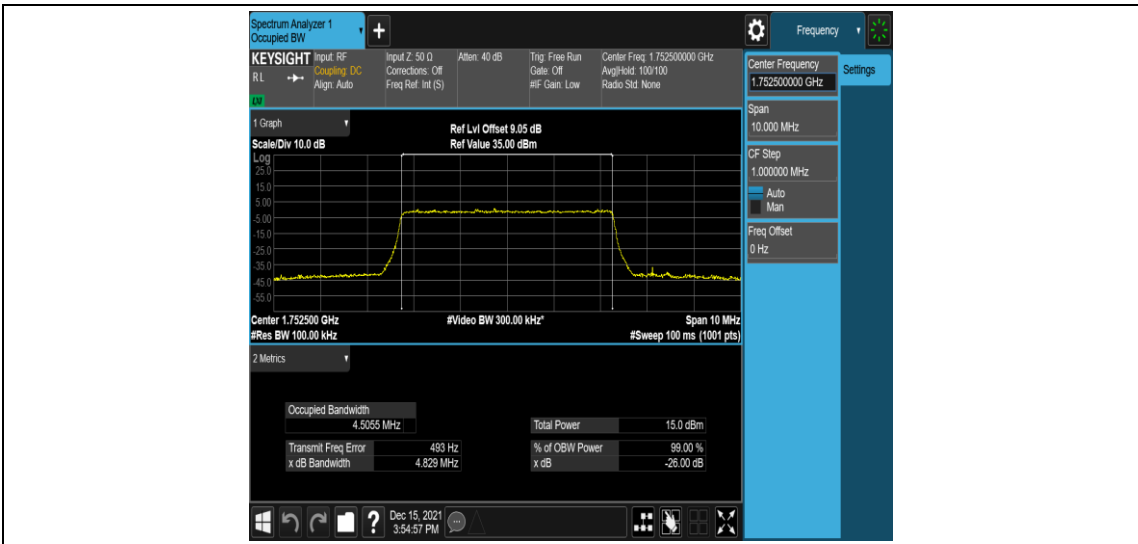 Spectrum Analyzer 1
Occupied BW
+
Frequency
KEYSIGHT Input: RF Input Z: 50 Ω Atten: 40 dB Trig: Free Run Center Freq: 1.752500000 GHz
RL Coupling: DC Corrections: Off Gate: Off Avg|Hold: 100/100
Align: Auto Freq Ref: Int (S) #IF Gain: Low Radio Std: None
LXI
Center Frequency
1.752500000 GHz
Settings
Span
10.000 MHz
CF Step
1.000000 MHz
Auto
Man
Freq Offset
0 Hz
1 Graph
Ref Lvl Offset 9.05 dB
Scale/Div 10.0 dB Ref Value 35.00 dBm
Log
25.0
15.0
5.00
-5.00
-15.0
-25.0
-35.0
-45.0
-55.0
Center 1.752500 GHz #Video BW 300.00 kHz* Span 10 MHz
#Res BW 100.00 kHz #Sweep 100 ms (1001 pts)
2 Metrics
Occupied Bandwidth
4.5055 MHz Total Power 15.0 dBm
Transmit Freq Error 493 Hz % of OBW Power 99.00 %
x dB Bandwidth 4.829 MHz x dB -26.00 dB
? Dec 15, 2021
3:54:57 PM